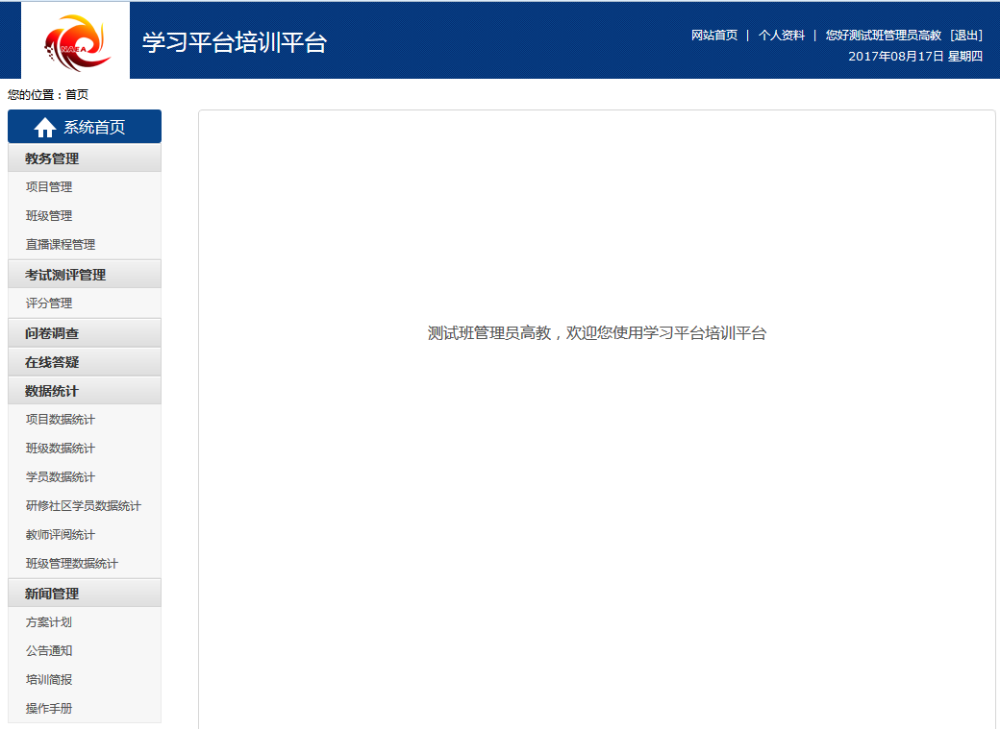 NAEA
学习平台培训平台
网站首页 | 个人资料 | 您好测试班管理员高教 [退出]
2017年08月17日 星期四
您的位置：首页
系统首页
教务管理
项目管理
班级管理
直播课程管理
考试测评管理
评分管理
问卷调查
在线答疑
数据统计
项目数据统计
班级数据统计
学员数据统计
研修社区学员数据统计
教师评阅统计
班级管理数据统计
新闻管理
方案计划
公告通知
培训简报
操作手册
测试班管理员高教，欢迎您使用学习平台培训平台